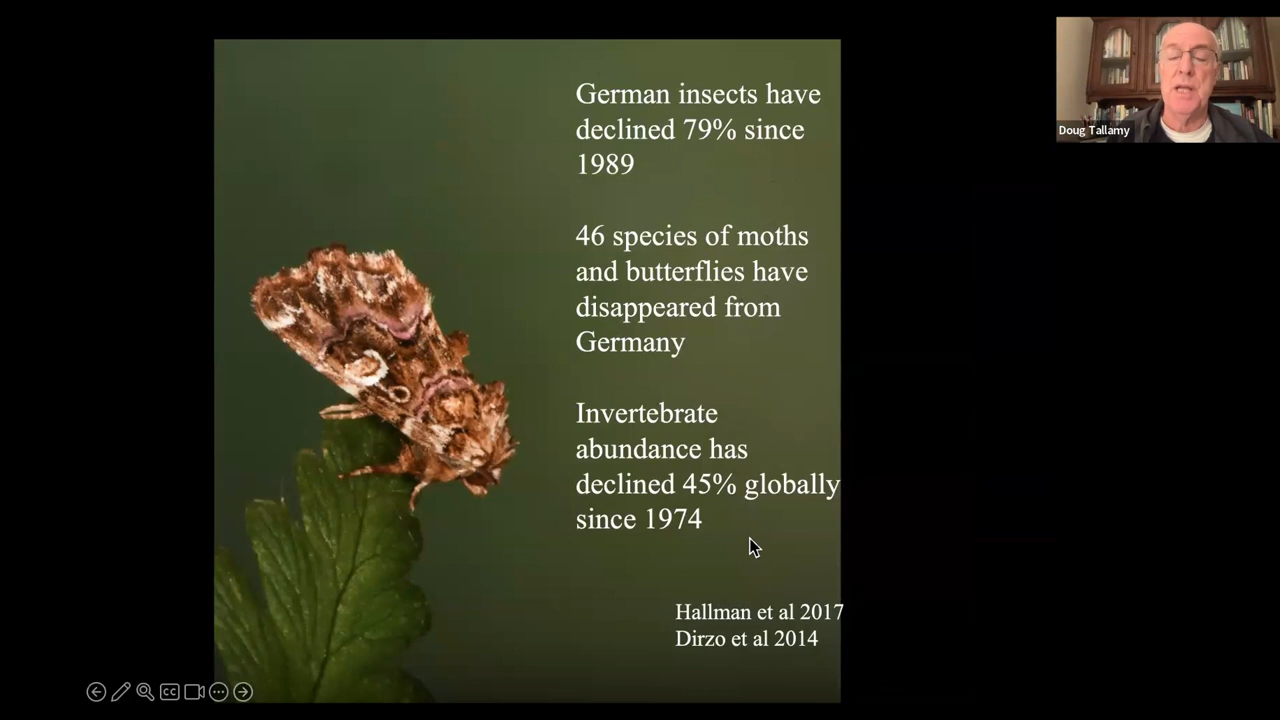 German insects have
declined 79% since
1989
46 species of moths
and butterflies have
disappeared from
Germany
Invertebrate
abundance has
declined 45% globally
since 1974
Hallman et al 2017
Dirzo et al 2014
Doug Tallamy
CC